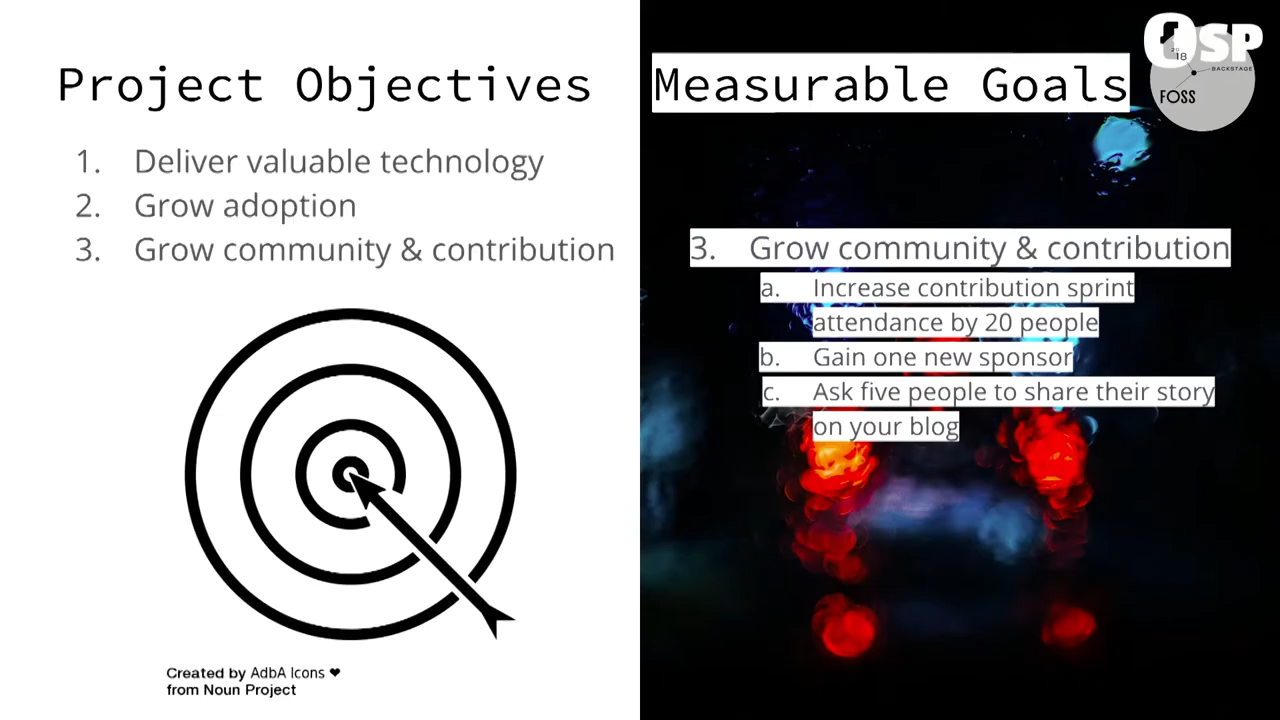 Project Objectives
1. Deliver valuable technology
2. Grow adoption
3. Grow community & contribution
Created by AdbA Icons ❤
from Noun Project
Measurable Goals
3. Grow community & contribution
a. Increase contribution sprint
attendance by 20 people
b. Gain one new sponsor
c. Ask five people to share their story
on your blog
OSP
20
18
BACKSTAGE
FOSS